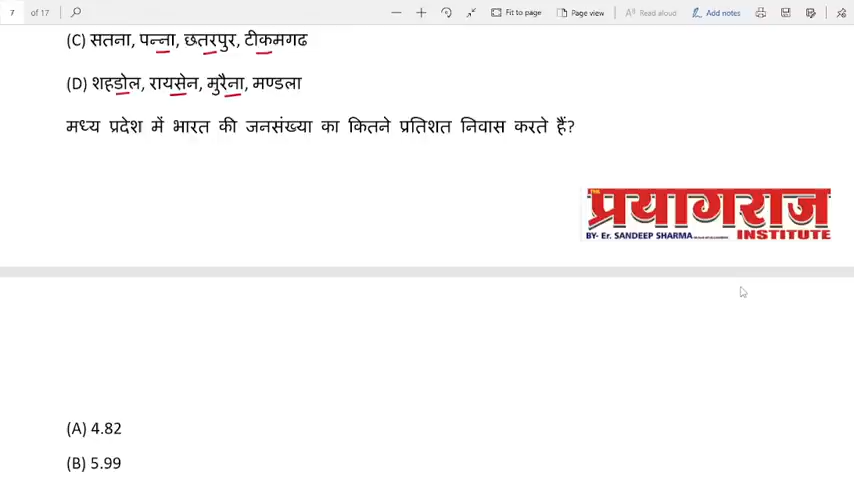 7 of 17 Fit to page Page view Read aloud Add notes
(C) सतना, पन्ना, छतरपुर, टीकमगढ
(D) शहडोल, रायसेन, मुरैना, मण्डला
मध्य प्रदेश में भारत की जनसंख्या का कितने प्रतिशत निवास करते हैं?
THE
प्रयागराज
BY- Er. SANDEEP SHARMA
INSTITUTE
(A) 4.82
(B) 5.99